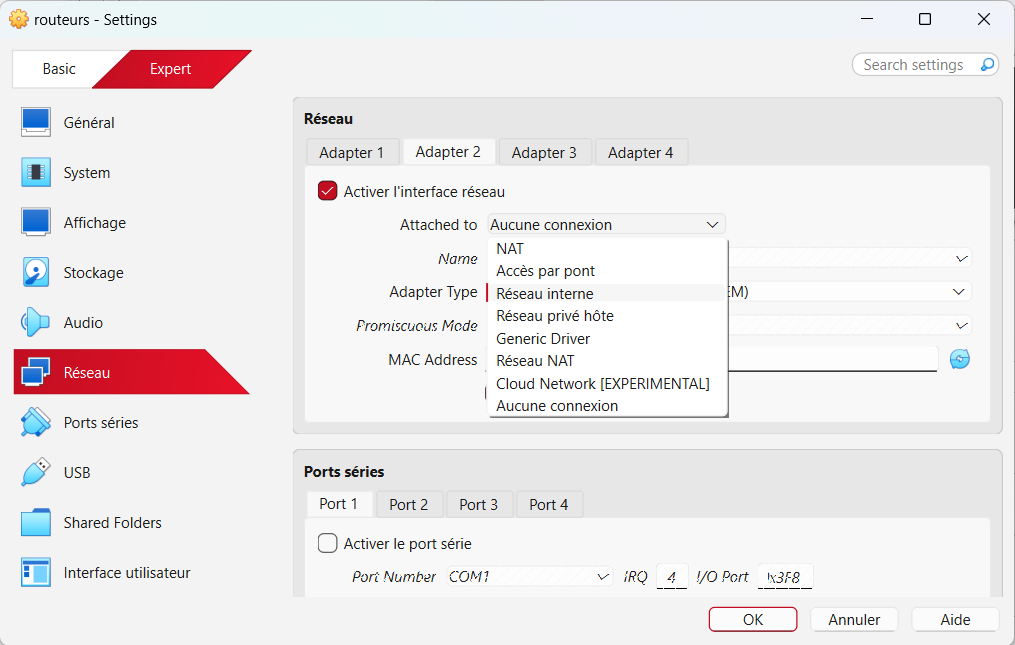 routeurs - Settings
Basic Expert Search settings
Général
System
Affichage
Stockage
Audio
Réseau
Ports séries
USB
Shared Folders
Interface utilisateur
Réseau
Adapter 1 Adapter 2 Adapter 3 Adapter 4
Activer l'interface réseau
Attached to Aucune connexion
NAT
Name
Accès par pont
Adapter Type Réseau interne EM)
Réseau privé hôte
Promiscuous Mode
Generic Driver
MAC Address Réseau NAT
Cloud Network [EXPERIMENTAL]
Aucune connexion
Ports séries
Port 1 Port 2 Port 3 Port 4
Activer le port série
Port Number COM1 IRQ 4 I/O Port
OK Annuler Aide